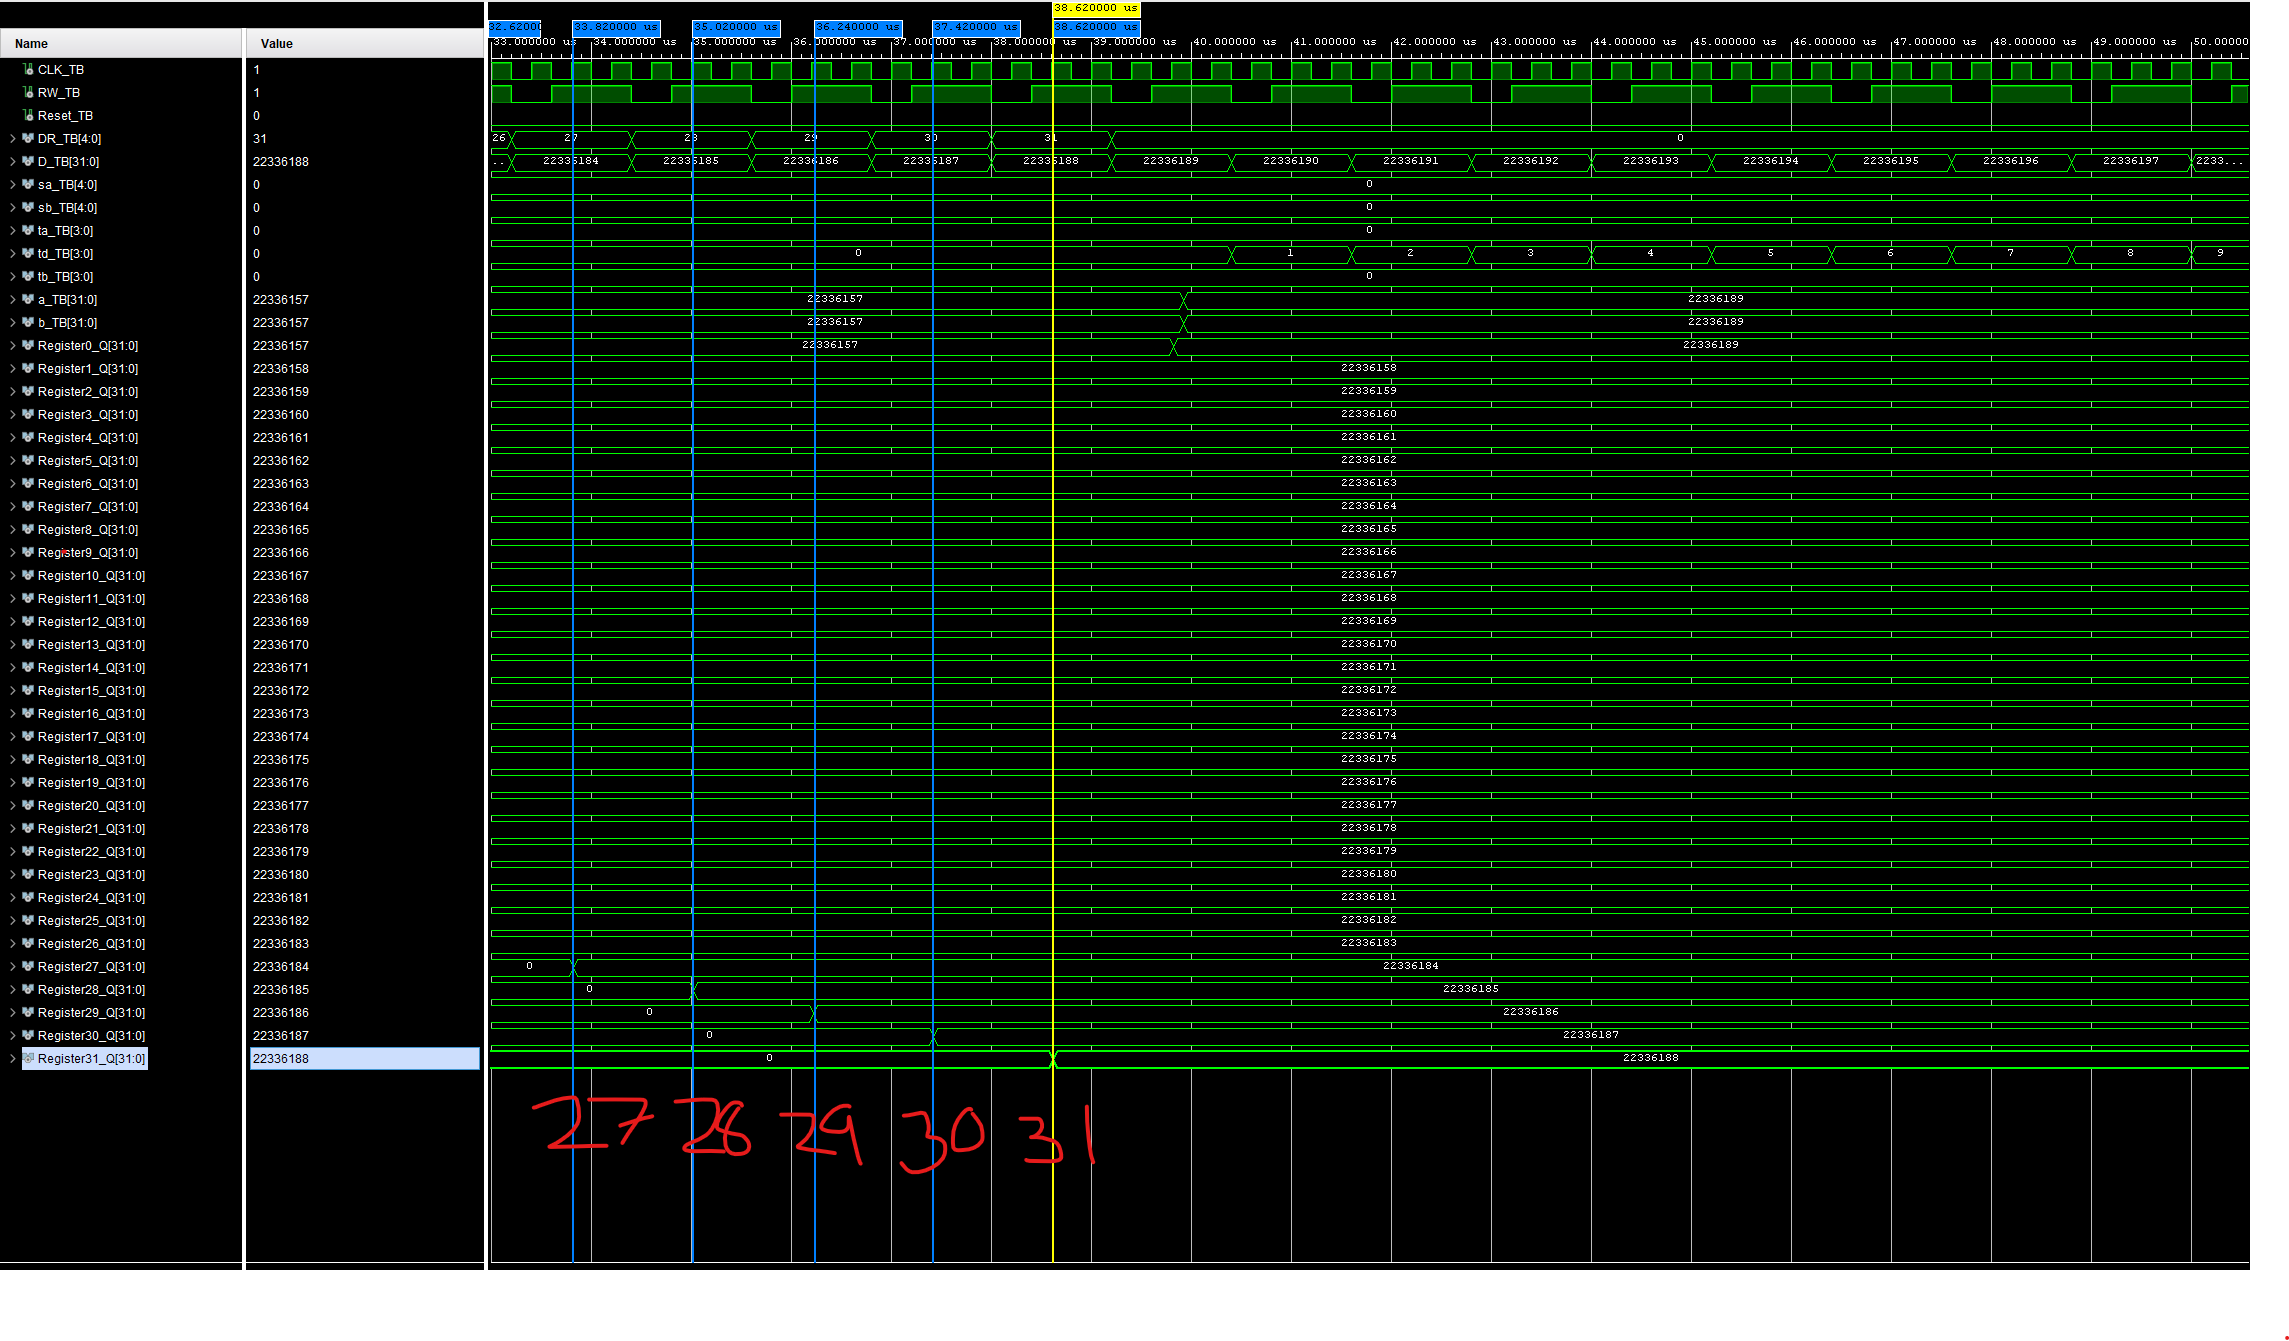 38.620000 us
33.820000 us 35.020000 us 36.240000 us 37.420000 us 38.620000 us
Name Value
33.000000 us 34.000000 us 35.000000 us 36.000000 us 37.000000 us 38.000000 us 39.000000 us 40.000000 us 41.000000 us 42.000000 us 43.000000 us 44.000000 us 45.000000 us 46.000000 us 47.000000 us 48.000000 us 49.000000 us 50.00000
CLK_TB 1
RW_TB 1
Reset_TB 0
DR_TB[4:0] 31 26 27 28 29 30 31 0
D_TB[31:0] 22336188 .. 22336184 22336185 22336186 22336187 22336188 22336189 22336190 22336191 22336192 22336193 22336194 22336195 22336196 22336197 2233...
sa_TB[4:0] 0 0
sb_TB[4:0] 0 0
ta_TB[3:0] 0 0
td_TB[3:0] 0 0 1 2 3 4 5 6 7 8 9
tb_TB[3:0] 0 0
a_TB[31:0] 22336157 22336157 22336189
b_TB[31:0] 22336157 22336157 22336189
Register0_Q[31:0] 22336157 22336157 22336189
Register1_Q[31:0] 22336158 22336158
Register2_Q[31:0] 22336159 22336159
Register3_Q[31:0] 22336160 22336160
Register4_Q[31:0] 22336161 22336161
Register5_Q[31:0] 22336162 22336162
Register6_Q[31:0] 22336163 22336163
Register7_Q[31:0] 22336164 22336164
Register8_Q[31:0] 22336165 22336165
Register9_Q[31:0] 22336166 22336166
Register10_Q[31:0] 22336167 22336167
Register11_Q[31:0] 22336168 22336168
Register12_Q[31:0] 22336169 22336169
Register13_Q[31:0] 22336170 22336170
Register14_Q[31:0] 22336171 22336171
Register15_Q[31:0] 22336172 22336172
Register16_Q[31:0] 22336173 22336173
Register17_Q[31:0] 22336174 22336174
Register18_Q[31:0] 22336175 22336175
Register19_Q[31:0] 22336176 22336176
Register20_Q[31:0] 22336177 22336177
Register21_Q[31:0] 22336178 22336178
Register22_Q[31:0] 22336179 22336179
Register23_Q[31:0] 22336180 22336180
Register24_Q[31:0] 22336181 22336181
Register25_Q[31:0] 22336182 22336182
Register26_Q[31:0] 22336183 22336183
Register27_Q[31:0] 22336184 0 22336184
Register28_Q[31:0] 22336185 0 22336185
Register29_Q[31:0] 22336186 0 22336186
Register30_Q[31:0] 22336187 0 22336187
Register31_Q[31:0] 22336188 0 22336188
27 28 29 30 31